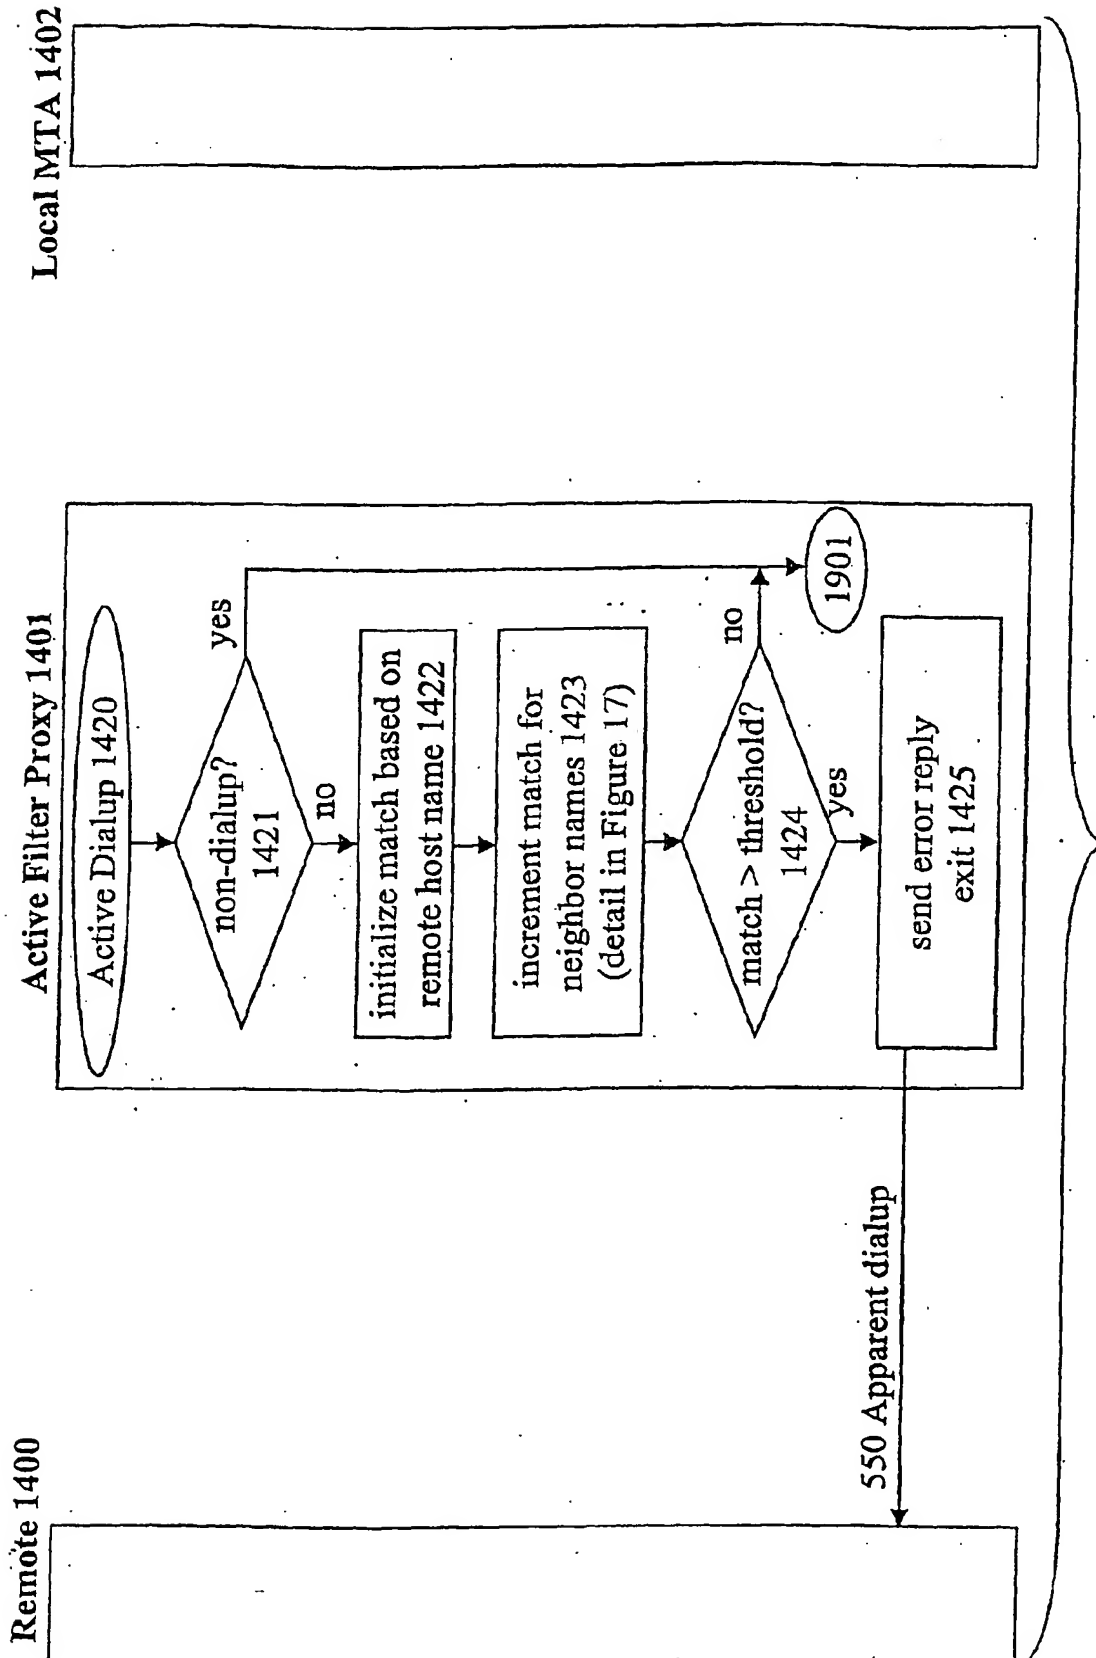 Remote 1400
Active Filter Proxy 1401
Local MTA 1402
Active Dialup 1420
non-dialup?
1421
yes
no
initialize match based on
remote host name 1422
increment match for
neighbor names 1423
(detail in Figure 17)
match > threshold?
1424
no
yes
1901
send error reply
exit 1425
550 Apparent dialup